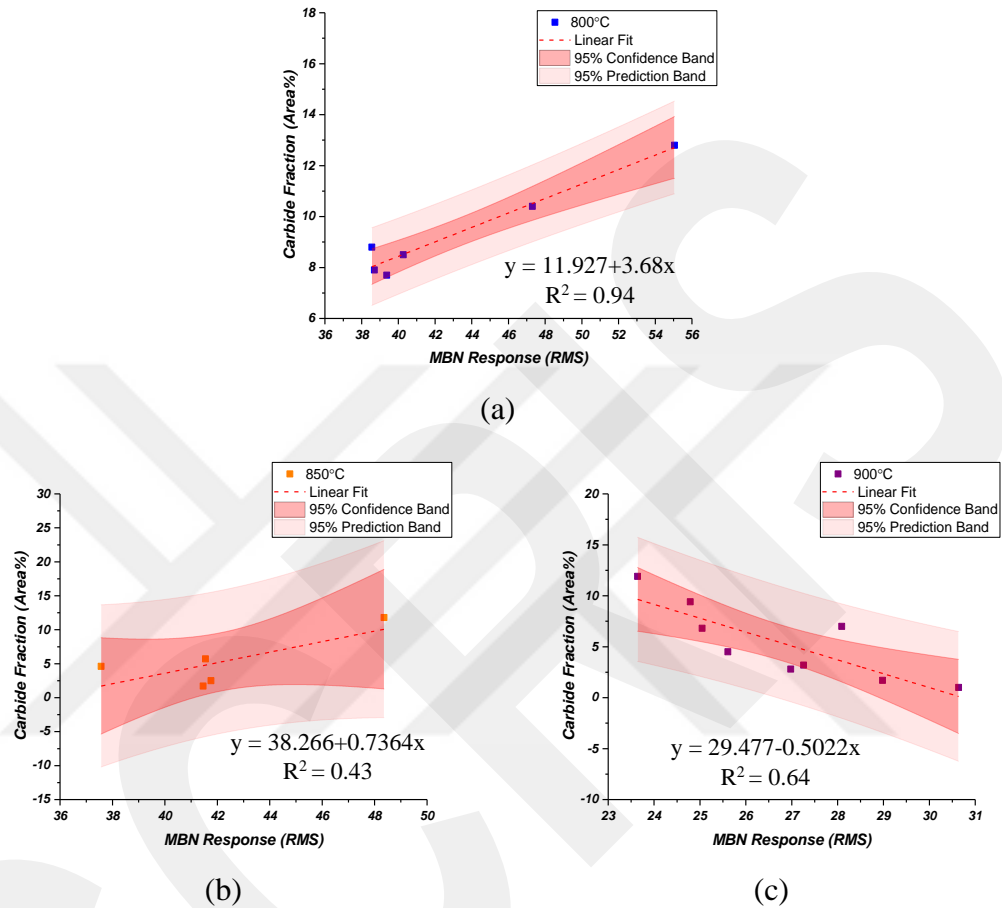 18
16
14
12
10
8
6
Carbide Fraction (Area%)
800°C
Linear Fit
95% Confidence Band
95% Prediction Band
y = 11.927+3.68x
R² = 0.94
36 38 40 42 44 46 48 50 52 54 56
MBN Response (RMS)
(a)
30
25
20
15
10
5
0
-5
-10
-15
Carbide Fraction (Area%)
850°C
Linear Fit
95% Confidence Band
95% Prediction Band
y = 38.266+0.7364x
R² = 0.43
36 38 40 42 44 46 48 50
MBN Response (RMS)
(b)
20
15
10
5
0
-5
-10
Carbide Fraction (Area%)
900°C
Linear Fit
95% Confidence Band
95% Prediction Band
y = 29.477-0.5022x
R² = 0.64
23 24 25 26 27 28 29 30 31
MBN Response (RMS)
(c)